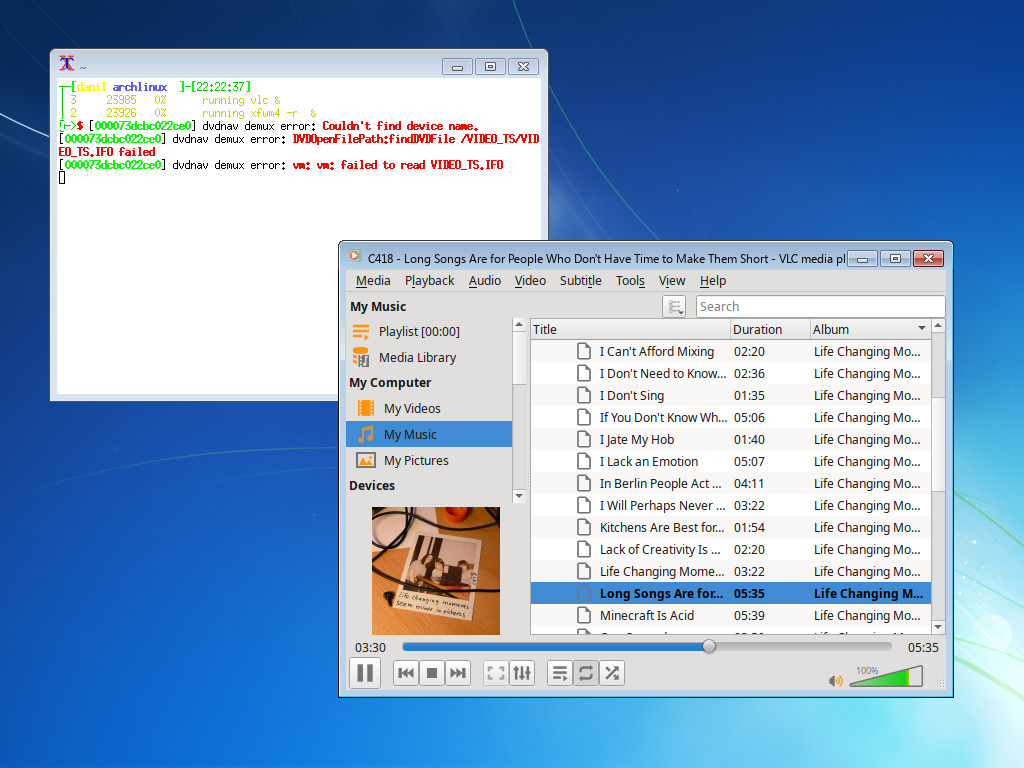 ~
[danil archlinux ]-[22:22:37]
3 23985 0% running vlc &
2 23926 0% running xfwm4 -r &
>$ [000073dcbc022ce0] dvdnav demux error: Couldn't find device name.
[000073dcbc022ce0] dvdnav demux error: DVDOpenFilePath:findDVDFile /VIDEO_TS/VID
EO_TS.IFO failed
[000073dcbc022ce0] dvdnav demux error: vm: vm: failed to read VIDEO_TS.IFO
C418 - Long Songs Are for People Who Don't Have Time to Make Them Short - VLC media pl
Media Playback Audio Video Subtitle Tools View Help
My Music
Search
Playlist [00:00]
Media Library
My Computer
My Videos
My Music
My Pictures
Devices
Title Duration Album
I Can't Afford Mixing 02:20 Life Changing Mo...
I Don't Need to Know... 02:36 Life Changing Mo...
I Don't Sing 01:35 Life Changing Mo...
If You Don't Know Wh... 05:06 Life Changing Mo...
I Jate My Hob 01:40 Life Changing Mo...
I Lack an Emotion 05:07 Life Changing Mo...
In Berlin People Act ... 04:11 Life Changing Mo...
I Will Perhaps Never ... 03:22 Life Changing Mo...
Kitchens Are Best for... 01:54 Life Changing Mo...
Lack of Creativity Is ... 02:20 Life Changing Mo...
Life Changing Mome... 03:22 Life Changing Mo...
Long Songs Are for... 05:35 Life Changing M...
Minecraft Is Acid 05:39 Life Changing Mo...
Life changing moments
seem minor in pictures
03:30 05:35
100%